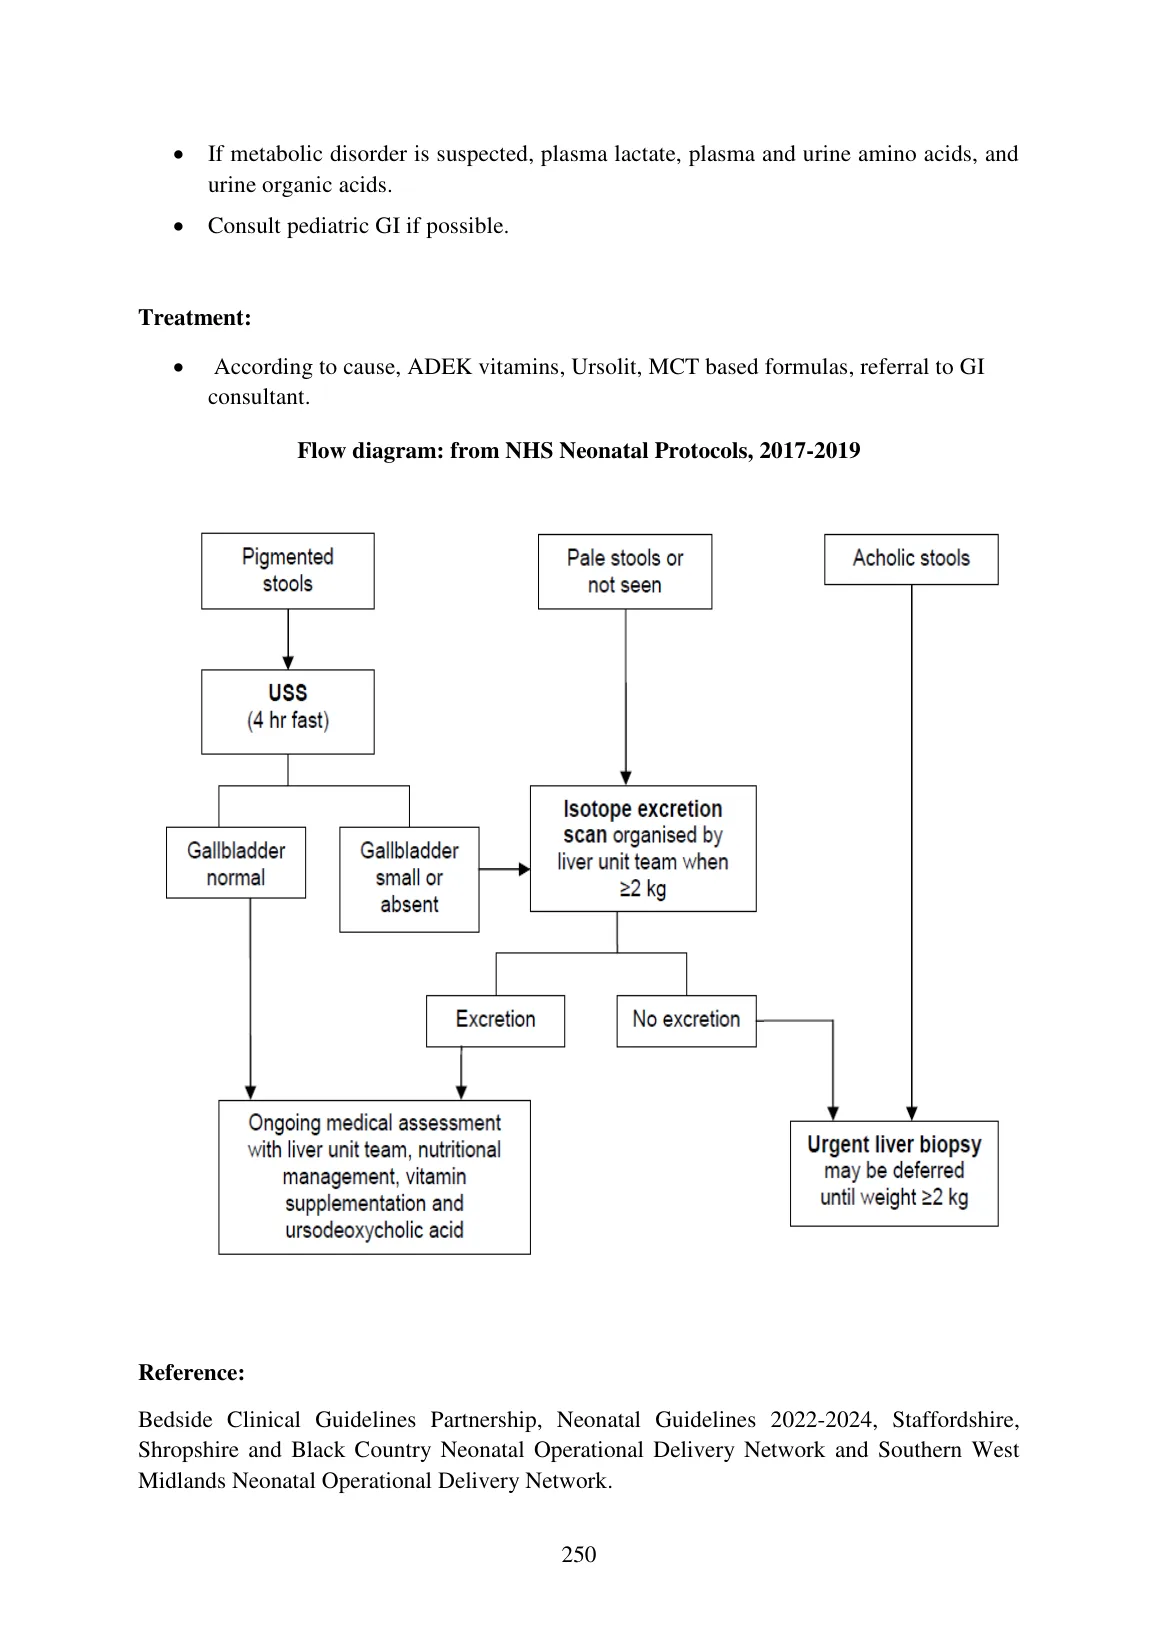 • If metabolic disorder is suspected, plasma lactate, plasma and urine amino acids, and
urine organic acids.
• Consult pediatric GI if possible.
Treatment:
• According to cause, ADEK vitamins, Ursolit, MCT based formulas, referral to GI
consultant.
Flow diagram: from NHS Neonatal Protocols, 2017-2019
Pigmented
stools
Pale stools or
not seen
Acholic stools
USS
(4 hr fast)
Gallbladder
normal
Gallbladder
small or
absent
Isotope excretion
scan organised by
liver unit team when
≥2 kg
Excretion
No excretion
Ongoing medical assessment
with liver unit team, nutritional
management, vitamin
supplementation and
ursodeoxycholic acid
Urgent liver biopsy
may be deferred
until weight ≥2 kg
Reference:
Bedside Clinical Guidelines Partnership, Neonatal Guidelines 2022-2024, Staffordshire,
Shropshire and Black Country Neonatal Operational Delivery Network and Southern West
Midlands Neonatal Operational Delivery Network.
250